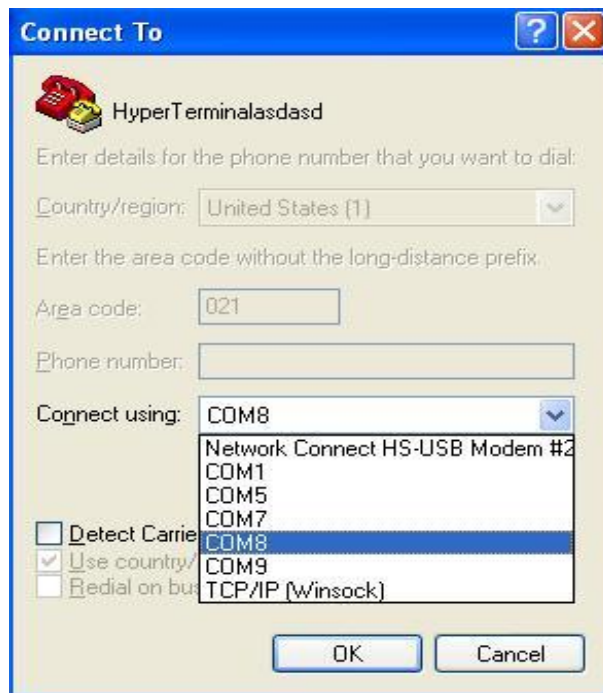 Connect To
HyperTerminalasdasd
Enter details for the phone number that you want to dial:
Country/region: United States (1)
Enter the area code without the long-distance prefix.
Area code: 021
Phone number:
Connect using: COM8
Network Connect HS-USB Modem #2
COM1
COM5
COM7
Detect Carrie COM8
Use country/ COM9
Redial on bus TCP/IP (Winsock)
OK Cancel